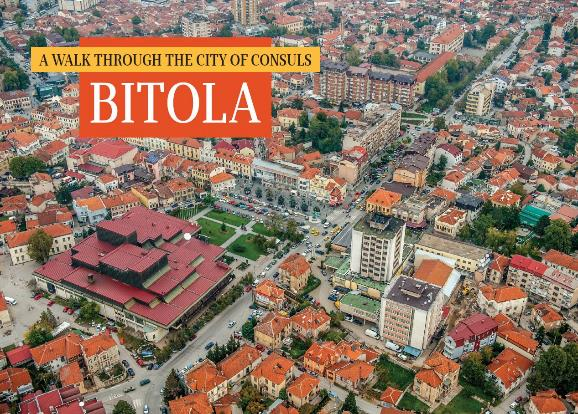 A WALK THROUGH THE CITY OF CONSULS
BITOLA